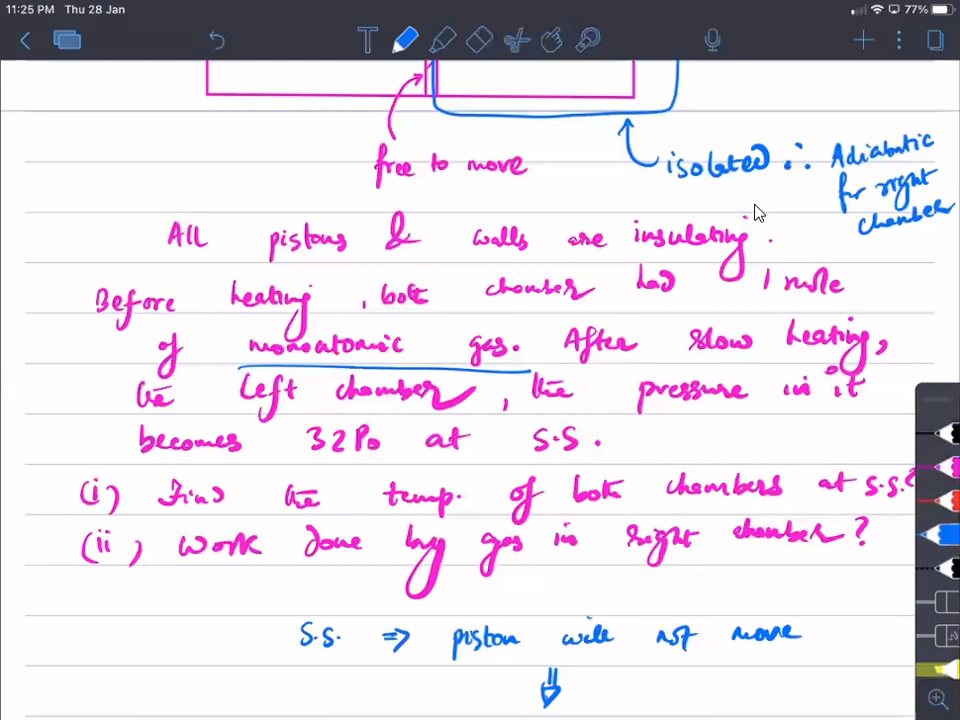 11:25 PM Thu 28 Jan 77%
free to move
isolated ∴ Adiabatic
for right
chamber
All pistons & walls are insulating.
Before heating, both chamber had 1 mole
of monoatomic gas. After slow heating,
the left chamber, the pressure in it
becomes 32P0 at s.s.
(i) Find the temp. of both chambers at s.s?
(ii) Work done by gas in right chamber?
S.S. ⇒ piston will not move
⇓